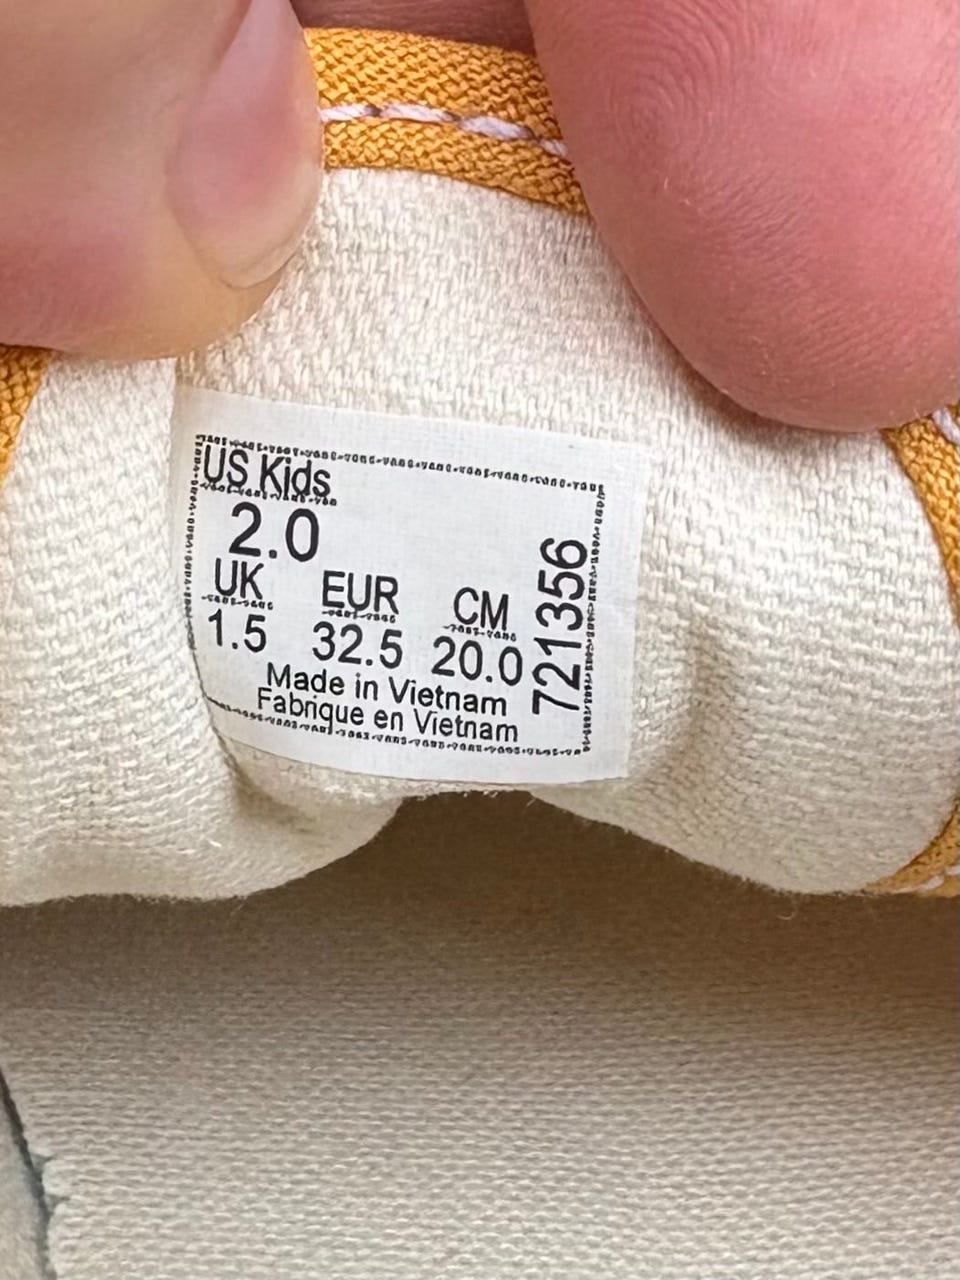 US Kids
2.0
UK EUR CM
1.5 32.5 20.0
Made in Vietnam
Fabrique en Vietnam
721356